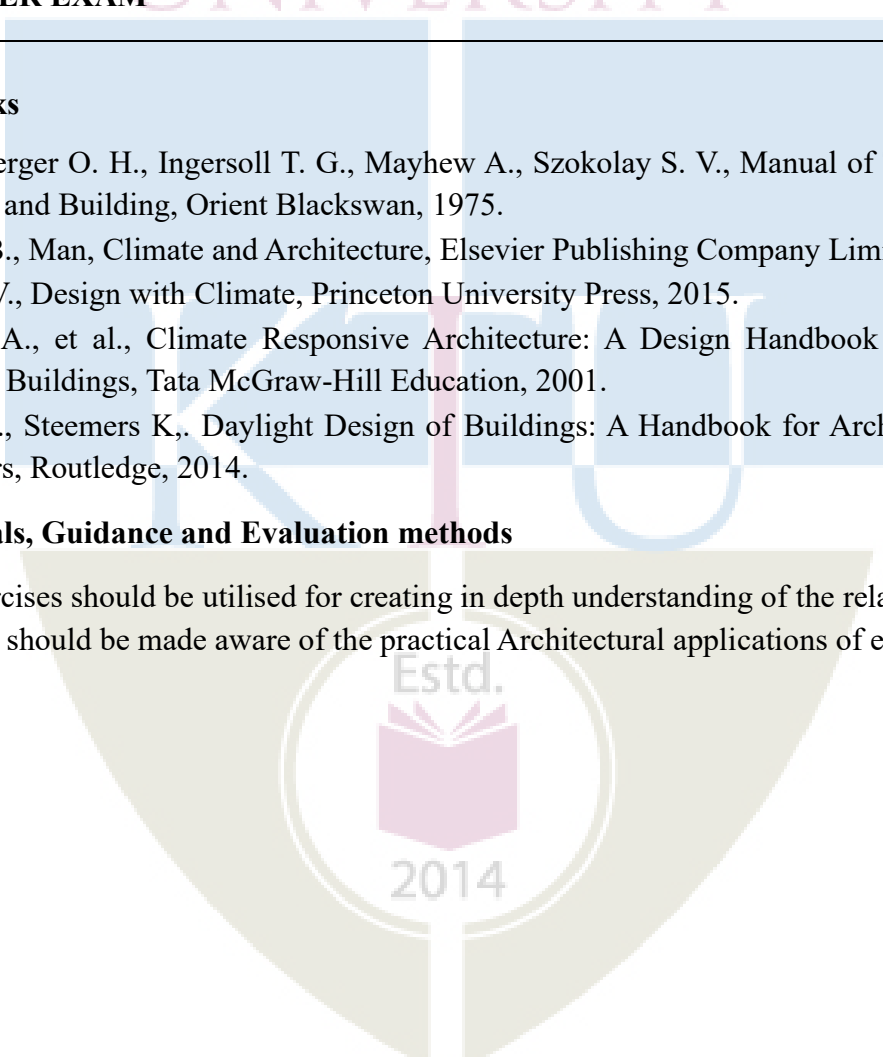 ER EXAM
UNIVERSITY
ks
erger O. H., Ingersoll T. G., Mayhew A., Szokolay S. V., Manual of
and Building, Orient Blackswan, 1975.
B., Man, Climate and Architecture, Elsevier Publishing Company Limi
V., Design with Climate, Princeton University Press, 2015.
A., et al., Climate Responsive Architecture: A Design Handbook
Buildings, Tata McGraw-Hill Education, 2001.
., Steemers K,. Daylight Design of Buildings: A Handbook for Arch
rs, Routledge, 2014.
KTU
als, Guidance and Evaluation methods
rcises should be utilised for creating in depth understanding of the rela
should be made aware of the practical Architectural applications of e
Estd.
2014